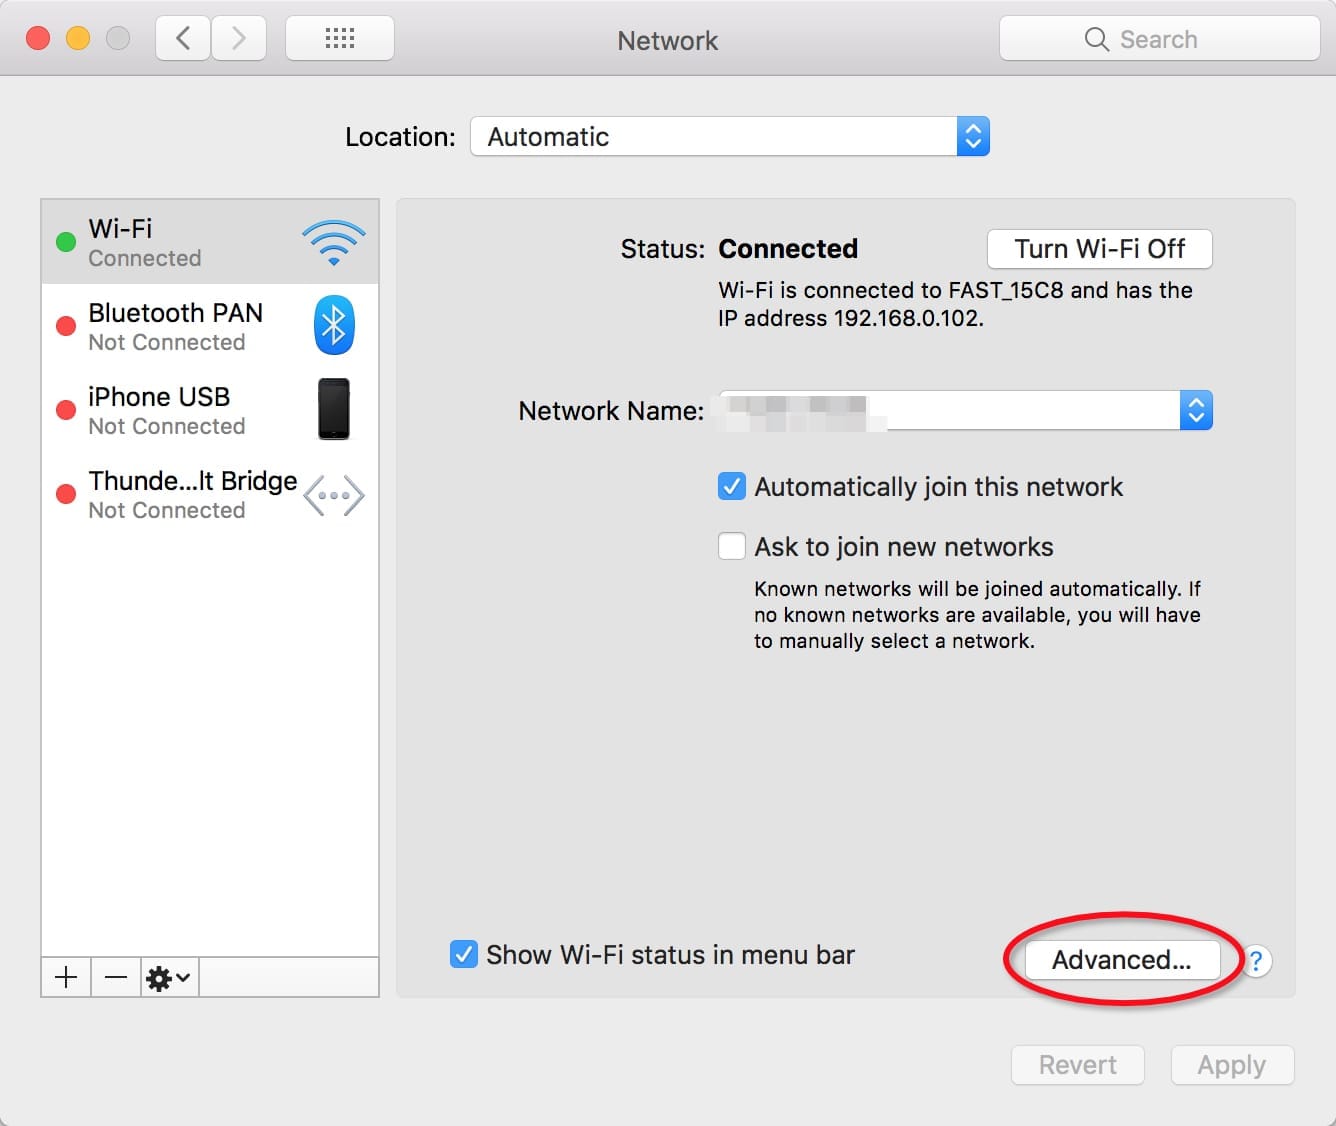 Network
Search
Location: Automatic
Wi-Fi
Connected
Bluetooth PAN
Not Connected
iPhone USB
Not Connected
Thunde...lt Bridge
Not Connected
Status: Connected
Turn Wi-Fi Off
Wi-Fi is connected to FAST_15C8 and has the
IP address 192.168.0.102.
Network Name:
Automatically join this network
Ask to join new networks
Known networks will be joined automatically. If
no known networks are available, you will have
to manually select a network.
Show Wi-Fi status in menu bar
Advanced...
?
Revert
Apply